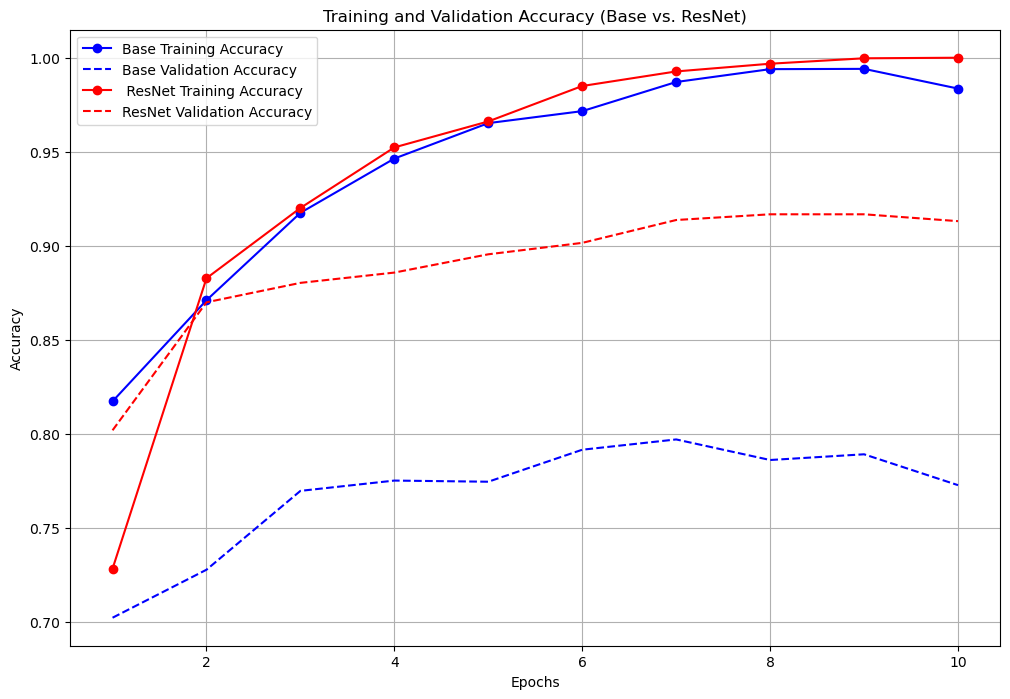 Training and Validation Accuracy (Base vs. ResNet)
Base Training Accuracy
Base Validation Accuracy
ResNet Training Accuracy
ResNet Validation Accuracy
Accuracy
1.00
0.95
0.90
0.85
0.80
0.75
0.70
2 4 6 8 10
Epochs